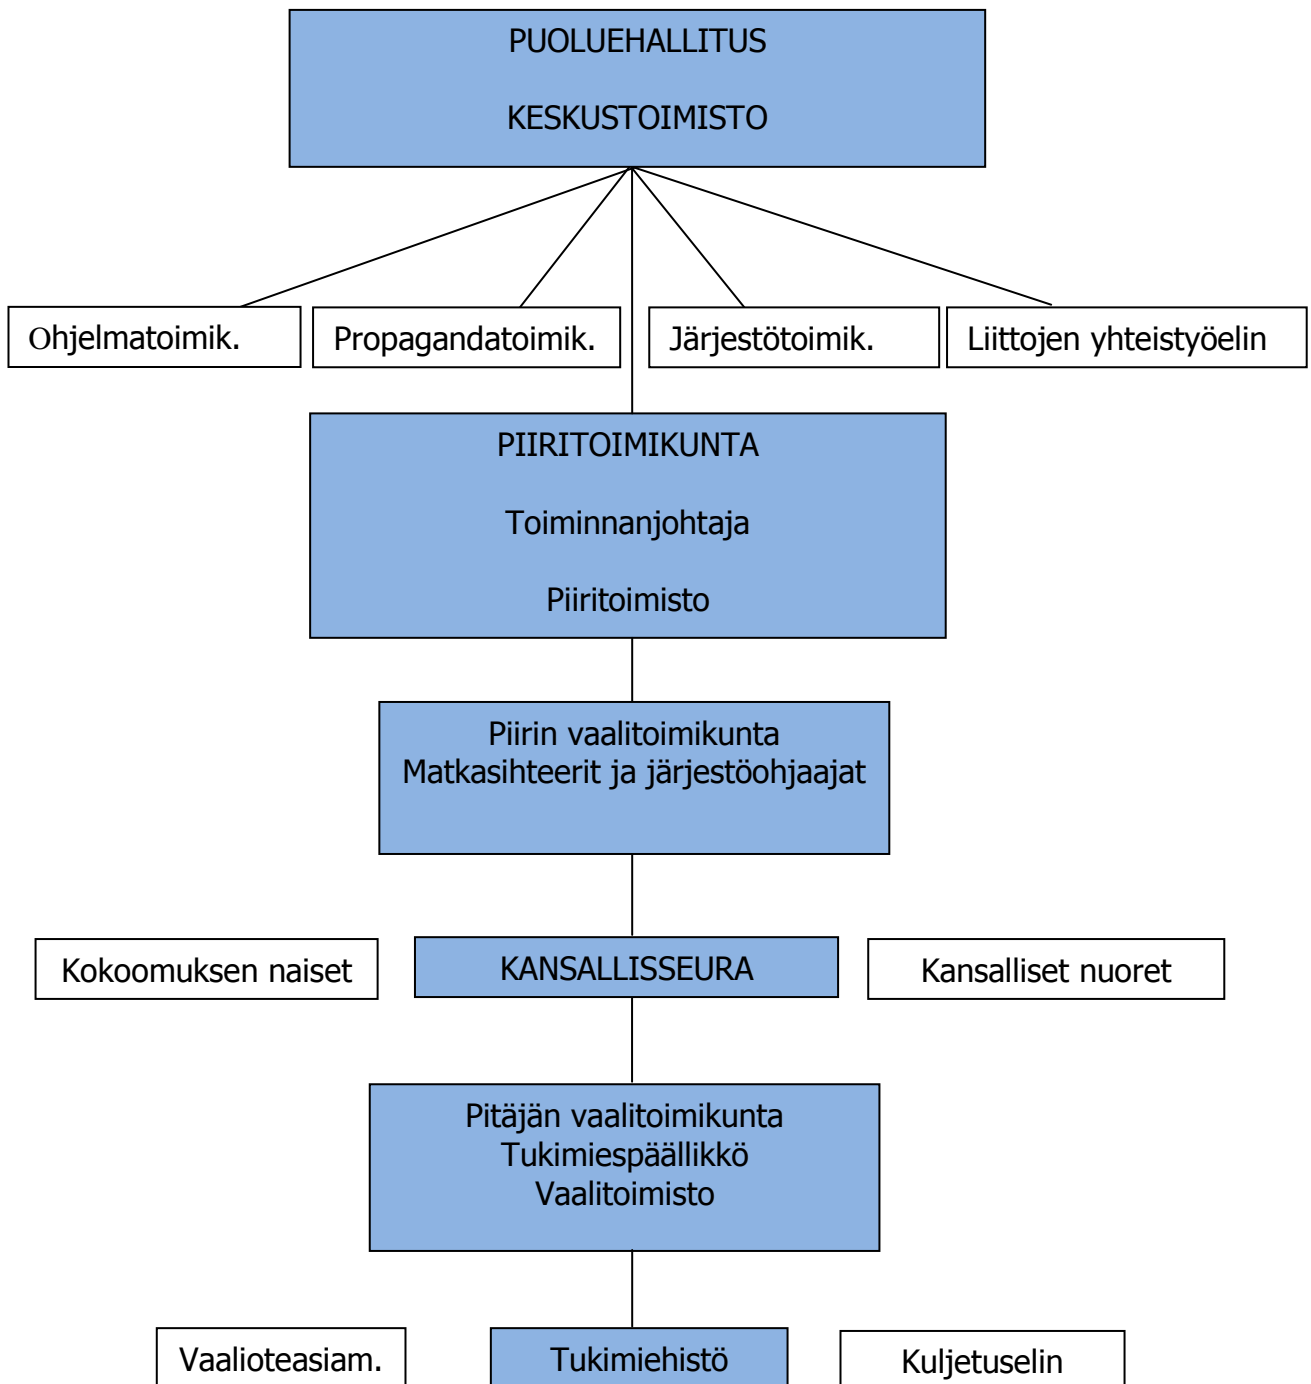 PUOLUEHALLITUS
KESKUSTOIMISTO
Ohjelmatoimik.
Propagandatoimik.
Järjestötoimik.
Liittojen yhteistyöelin
PIIRITOIMIKUNTA
Toiminnanjohtaja
Piiritoimisto
Piirin vaalitoimikunta
Matkasihteerit ja järjestöohjaajat
Kokoomuksen naiset
KANSALLISSEURA
Kansalliset nuoret
Pitäjän vaalitoimikunta
Tukimiespäällikkö
Vaalitoimisto
Vaalioteasiam.
Tukimiehistö
Kuljetuselin